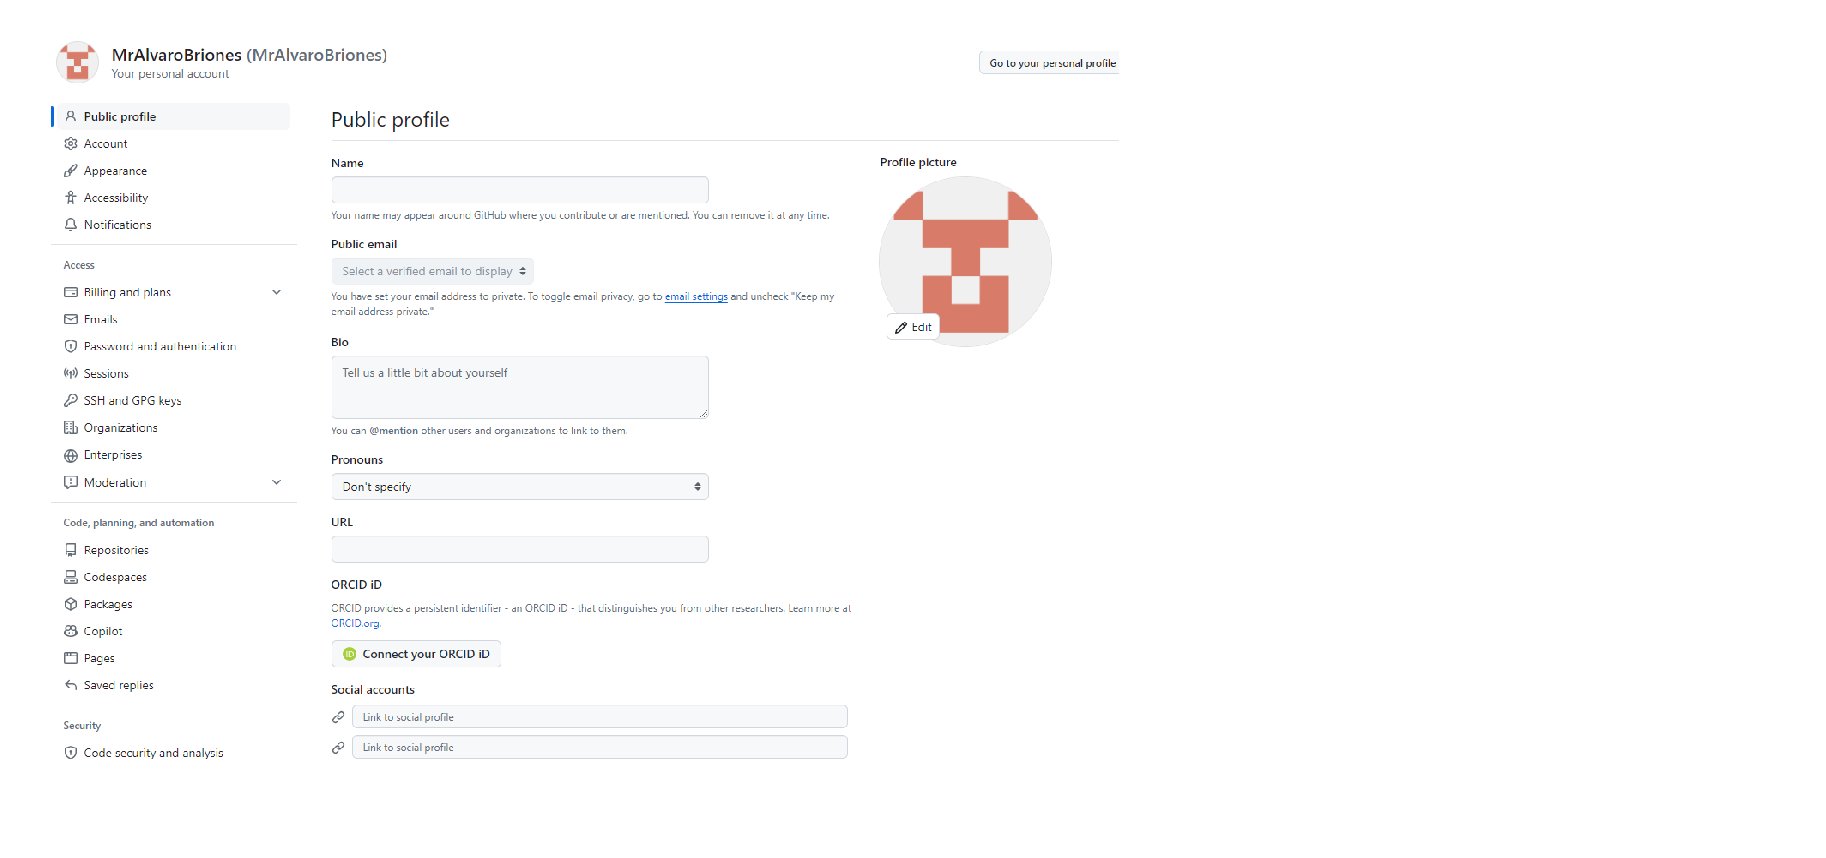 MrAlvaroBriones (MrAlvaroBriones)
Your personal account
Go to your personal profile
Public profile
Account
Appearance
Accessibility
Notifications
Access
Billing and plans
Emails
Password and authentication
Sessions
SSH and GPG keys
Organizations
Enterprises
Moderation
Code, planning, and automation
Repositories
Codespaces
Packages
Copilot
Pages
Saved replies
Security
Code security and analysis
Public profile
Name
Your name may appear around GitHub where you contribute or are mentioned. You can remove it at any time.
Public email
Select a verified email to display
You have set your email address to private. To toggle email privacy, go to email settings and uncheck "Keep my
email address private."
Bio
Tell us a little bit about yourself
You can @mention other users and organizations to link to them.
Pronouns
Don't specify
URL
ORCID iD
ORCID provides a persistent identifier - an ORCID iD - that distinguishes you from other researchers. Learn more at
ORCID.org.
iD Connect your ORCID iD
Social accounts
Link to social profile
Link to social profile
Profile picture
Edit